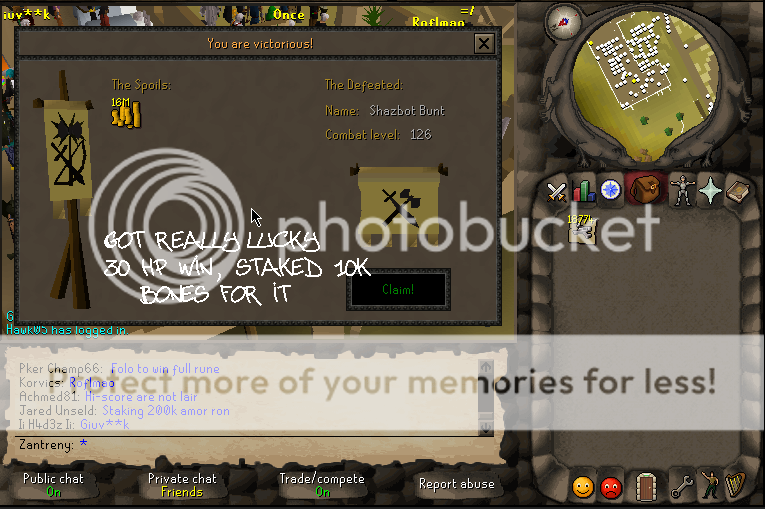 iuv**k
Once
=/
Roflmao
You are victorious!
The Spoils:
16M
The Defeated:
Name: Shazbot Bunt
Combat level: 126
photobucket
GOT REALLY LUCKY
30 HP WIN, STAKED 10K
BONES FOR IT
Claim!
G
Hawk05 has logged in.
Protect more of your memories for less!
Pker Champ66: Folo to win full rune
Korvics: Roflmao
Achmed81: Hi-score are not lair
Jared Unseld: Staking 200k amor ron
Ii H4d3z Ii: Giuv**k
Zantreny: *
Public chat
On
Private chat
Friends
Trade/compete
On
Report abuse